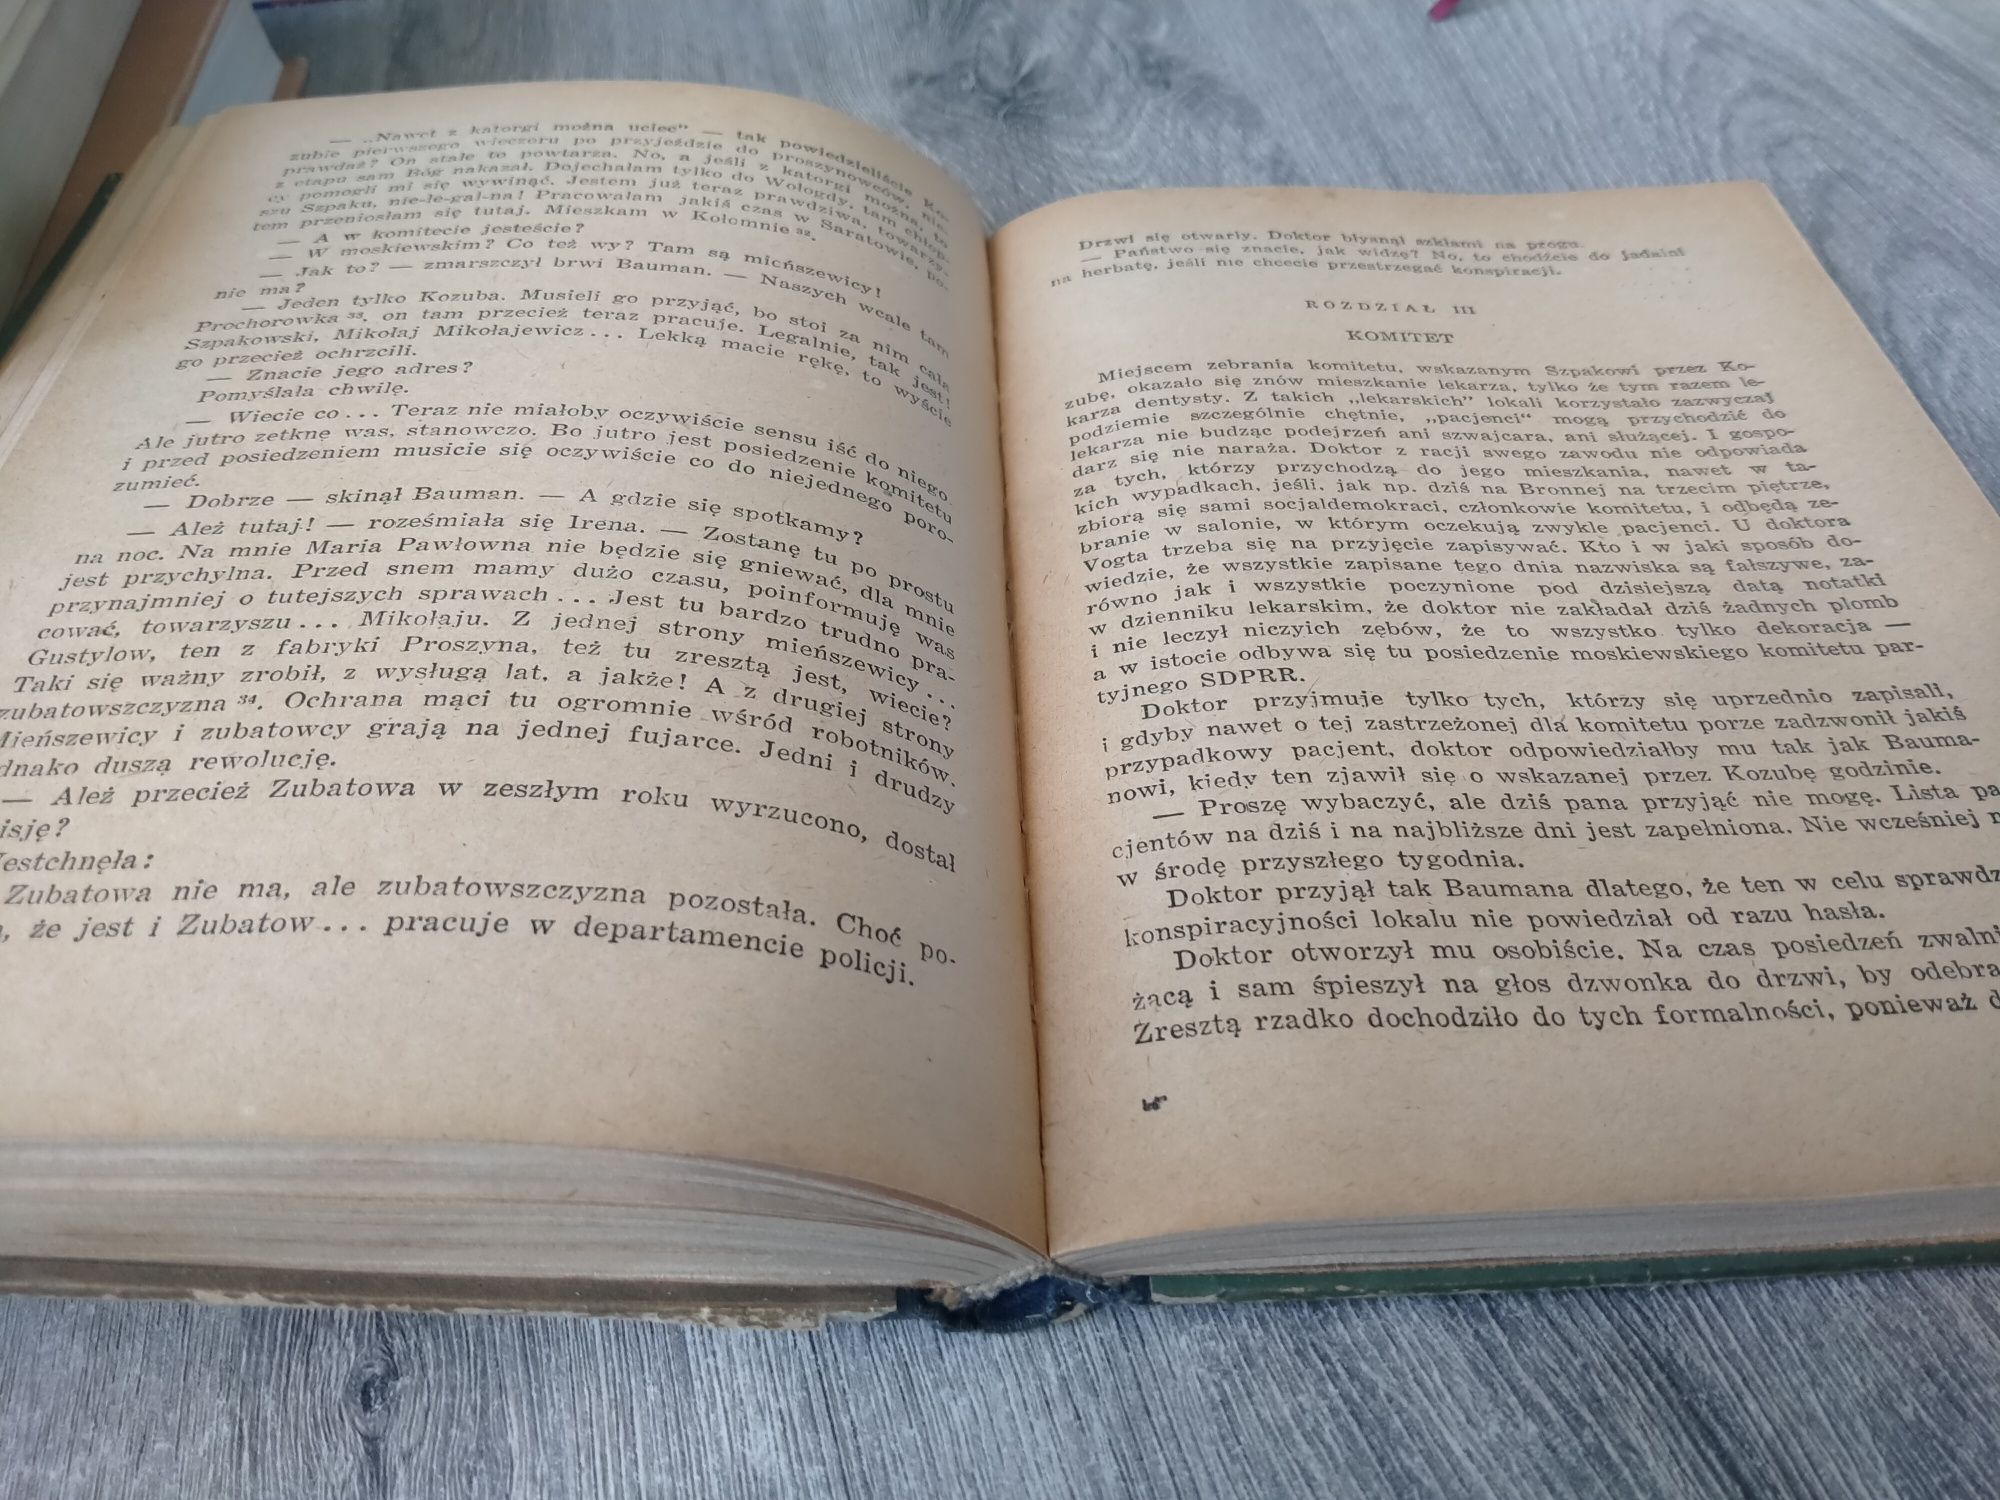 — „Nawet z katorgi można uciec" — tak powiedzieliście Ko-
zubie pierwszego wieczoru po przyjeździe do proszynowców, nie-
prawdaż? On stale to powtarza. No, a jeśli z katorgi można, to
z etapu sam Bóg nakazał. Dojechałam tylko do Wołogdy, tam chłop-
cy pomogli mi się wywinąć. Jestem już teraz prawdziwa, towarzy-
szu Szpaku, nie-le-gal-na! Pracowałam jakiś czas w Saratowie, po-
tem przeniosłam się tutaj. Mieszkam w Kołomnie 32.
— A w komitecie jesteście?
— W moskiewskim? Co też wy? Tam są mieńszewicy!
— Jak to? — zmarszczył brwi Bauman. — Naszych wcale tam
nie ma?
— Jeden tylko Kozuba. Musieli go przyjąć, bo stoi za nim cała
Prochorowka 33, on tam przecież teraz pracuje. Legalnie, tak jest!
Szpakowski, Mikołaj Mikołajewicz... Lekką macie rękę, to wyście
go przecież ochrzcili.
— Znacie jego adres?
Pomyślała chwilę.
— Wiecie co... Teraz nie miałoby oczywiście sensu iść do niego
Ale jutro zetknę was, stanowczo. Bo jutro jest posiedzenie komitetu
i przed posiedzeniem musicie się oczywiście co do niejednego poro-
zumieć.
— Dobrze — skinął Bauman. — A gdzie się spotkamy?
— Ależ tutaj! — roześmiała się Irena. — Zostanę tu po prostu
na noc. Na mnie Maria Pawłowna nie będzie się gniewać, dla mnie
jest przychylna. Przed snem mamy dużo czasu, poinformuję was
przynajmniej o tutejszych sprawach... Jest tu bardzo trudno pra-
cować, towarzyszu... Mikołaju. Z jednej strony mieńszewicy...
Gustylow, ten z fabryki Proszyna, też tu zresztą jest, wiecie?
Taki się ważny zrobił, z wysługą lat, a jakże! A z drugiej strony
zubatowszczyzna 34. Ochrana mąci tu ogromnie wśród robotników.
Mieńszewicy i zubatowcy grają na jednej fujarce. Jedni i drudzy
dnako duszą rewolucję.
— Ależ przecież Zubatowa w zeszłym roku wyrzucono, dostał
isję?
estchnęła:
Zubatowa nie ma, ale zubatowszczyzna pozostała. Choć po-
, że jest i Zubatow... pracuje w departamencie policji.
Drzwi się otwarły. Doktor błysnął szkłami na progu.
— Państwo się znacie, jak widzę? No, to chodźcie do jadalni
na herbatę, jeśli nie chcecie przestrzegać konspiracji.
ROZDZIAŁ III
KOMITET
Miejscem zebrania komitetu, wskazanym Szpakowi przez Ko-
zubę, okazało się znów mieszkanie lekarza, tylko że tym razem le-
karza dentysty. Z takich „lekarskich" lokali korzystało zazwyczaj
podziemie szczególnie chętnie, „pacjenci" mogą przychodzić do
lekarza nie budząc podejrzeń ani szwajcara, ani służącej. I gospo-
darz się nie naraża. Doktor z racji swego zawodu nie odpowiada
za tych, którzy przychodzą do jego mieszkania, nawet w ta-
kich wypadkach, jeśli, jak np. dziś na Bronnej na trzecim piętrze,
zbiorą się sami socjaldemokraci, członkowie komitetu, i odbędą ze-
branie w salonie, w którym oczekują zwykle pacjenci. U doktora
Vogta trzeba się na przyjęcie zapisywać. Kto i w jaki sposób do-
wiedzie, że wszystkie zapisane tego dnia nazwiska są fałszywe, za-
równo jak i wszystkie poczynione pod dzisiejszą datą notatki
w dzienniku lekarskim, że doktor nie zakładał dziś żadnych plomb
i nie leczył niczyich zębów, że to wszystko tylko dekoracja —
a w istocie odbywa się tu posiedzenie moskiewskiego komitetu par-
tyjnego SDPRR.
Doktor przyjmuje tylko tych, którzy się uprzednio zapisali,
i gdyby nawet o tej zastrzeżonej dla komitetu porze zadzwonił jakiś
przypadkowy pacjent, doktor odpowiedziałby mu tak jak Bauma-
nowi, kiedy ten zjawił się o wskazanej przez Kozubę godzinie.
— Proszę wybaczyć, ale dziś pana przyjąć nie mogę. Lista pa
cjentów na dziś i na najbliższe dni jest zapełniona. Nie wcześniej n
w środę przyszłego tygodnia.
Doktor przyjął tak Baumana dlatego, że ten w celu sprawdz
konspiracyjności lokalu nie powiedział od razu hasła.
Doktor otworzył mu osobiście. Na czas posiedzeń zwalni
żącą i sam śpieszył na głos dzwonka do drzwi, by odebra
Zresztą rzadko dochodziło do tych formalności, ponieważ d